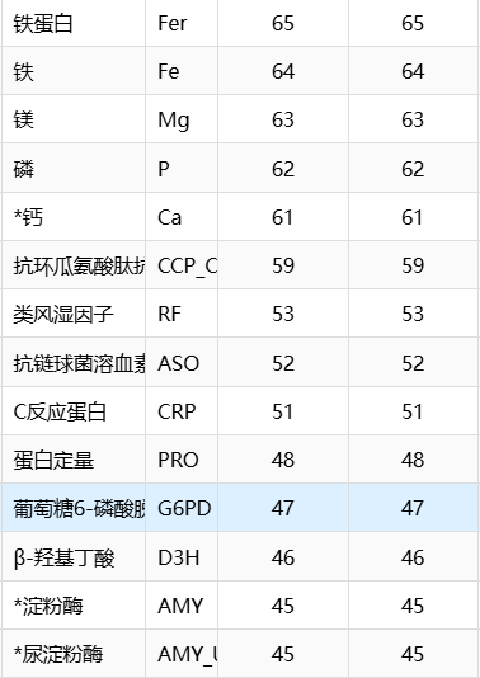 铁蛋白 Fer 65 65
铁 Fe 64 64
镁 Mg 63 63
磷 P 62 62
*钙 Ca 61 61
抗环瓜氨酸肽抗 CCP_C 59 59
类风湿因子 RF 53 53
抗链球菌溶血素 ASO 52 52
C反应蛋白 CRP 51 51
蛋白定量 PRO 48 48
葡萄糖6-磷酸脱 G6PD 47 47
β-羟基丁酸 D3H 46 46
*淀粉酶 AMY 45 45
*尿淀粉酶 AMY_U 45 45